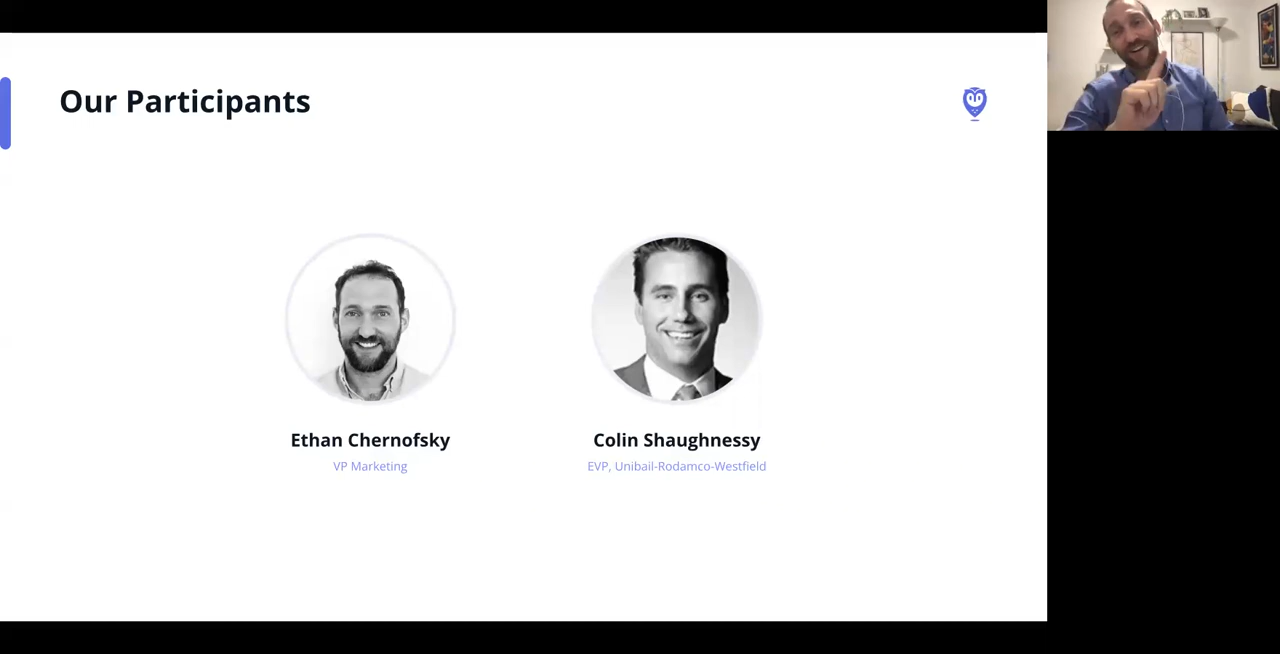 Our Participants
Ethan Chernofsky
VP Marketing
Colin Shaughnessy
EVP, Unibail-Rodamco-Westfield